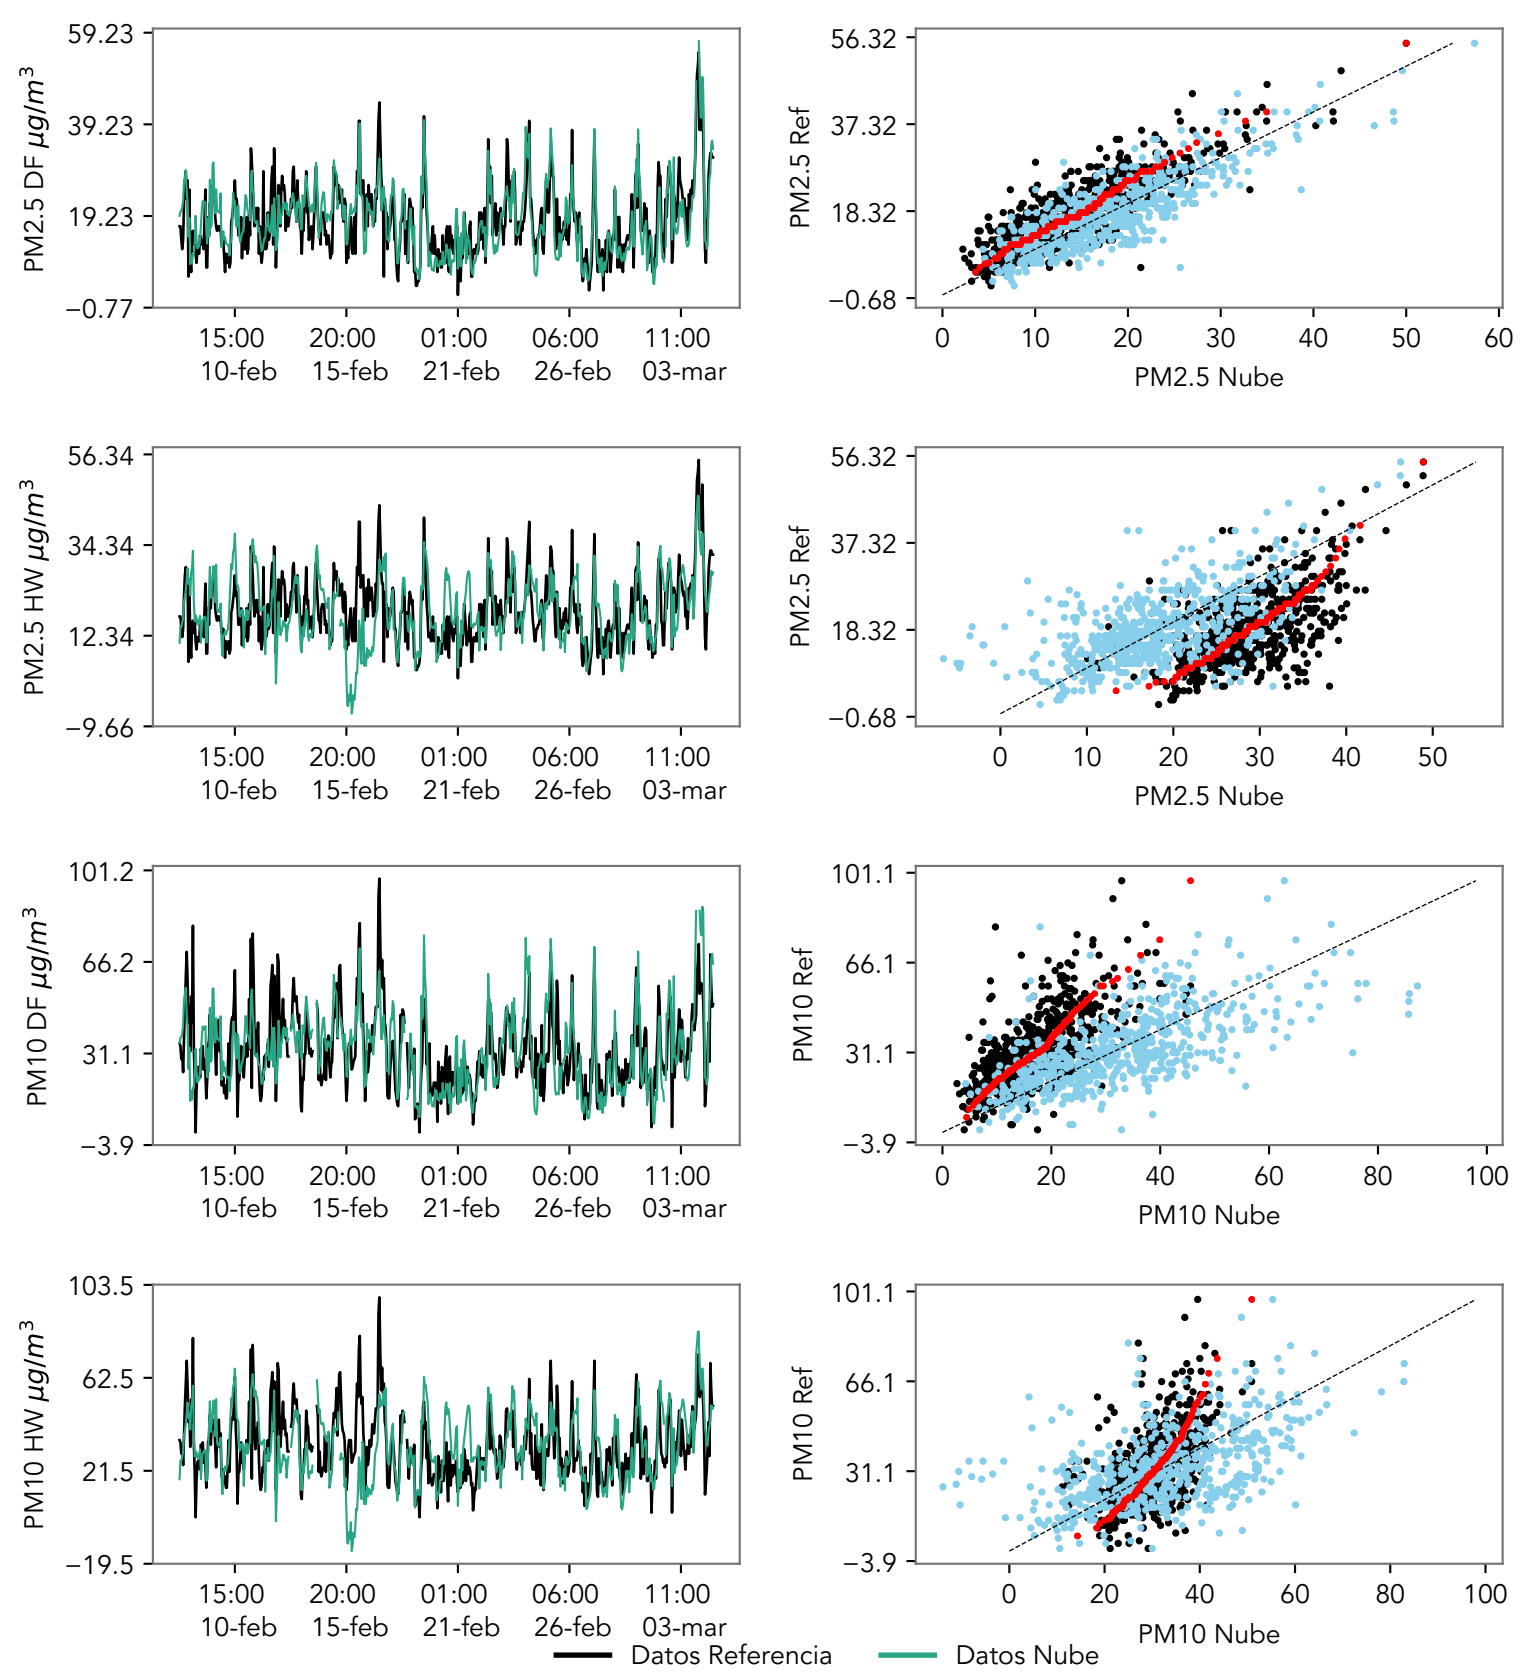 59.23
39.23
19.23
−0.77
PM2.5 DF μg/m³
15:00 20:00 01:00 06:00 11:00
10-feb 15-feb 21-feb 26-feb 03-mar
56.32
37.32
18.32
−0.68
PM2.5 Ref
0 10 20 30 40 50 60
PM2.5 Nube
56.34
34.34
12.34
−9.66
PM2.5 HW μg/m³
15:00 20:00 01:00 06:00 11:00
10-feb 15-feb 21-feb 26-feb 03-mar
56.32
37.32
18.32
−0.68
PM2.5 Ref
0 10 20 30 40 50
PM2.5 Nube
101.2
66.2
31.1
−3.9
PM10 DF μg/m³
15:00 20:00 01:00 06:00 11:00
10-feb 15-feb 21-feb 26-feb 03-mar
101.1
66.1
31.1
−3.9
PM10 Ref
0 20 40 60 80 100
PM10 Nube
103.5
62.5
21.5
−19.5
PM10 HW μg/m³
15:00 20:00 01:00 06:00 11:00
10-feb 15-feb 21-feb 26-feb 03-mar
101.1
66.1
31.1
−3.9
PM10 Ref
0 20 40 60 80 100
PM10 Nube
Datos Referencia Datos Nube